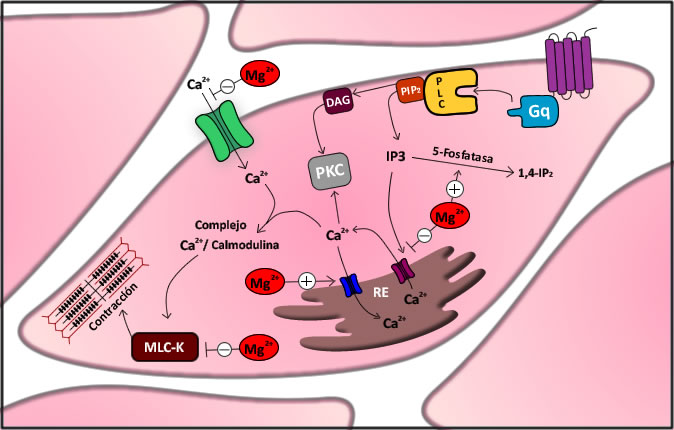 Ca²⁺
Mg²⁺
DAG
PIP₂
P
L
C
Gq
PKC
IP3
5-Fosfatasa
1,4-IP₂
Ca²⁺
Mg²⁺
Complejo
Ca²⁺/ Calmodulina
Ca²⁺
Mg²⁺
RE
Ca²⁺
Ca²⁺
Contracción
MLC-K
Mg²⁺